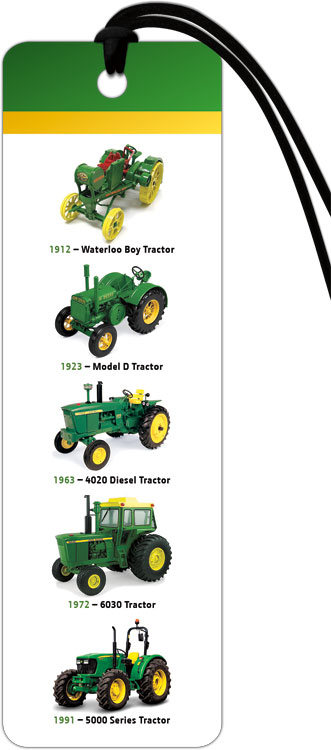 1912 – Waterloo Boy Tractor
1923 – Model D Tractor
1963 – 4020 Diesel Tractor
1972 – 6030 Tractor
1991 – 5000 Series Tractor